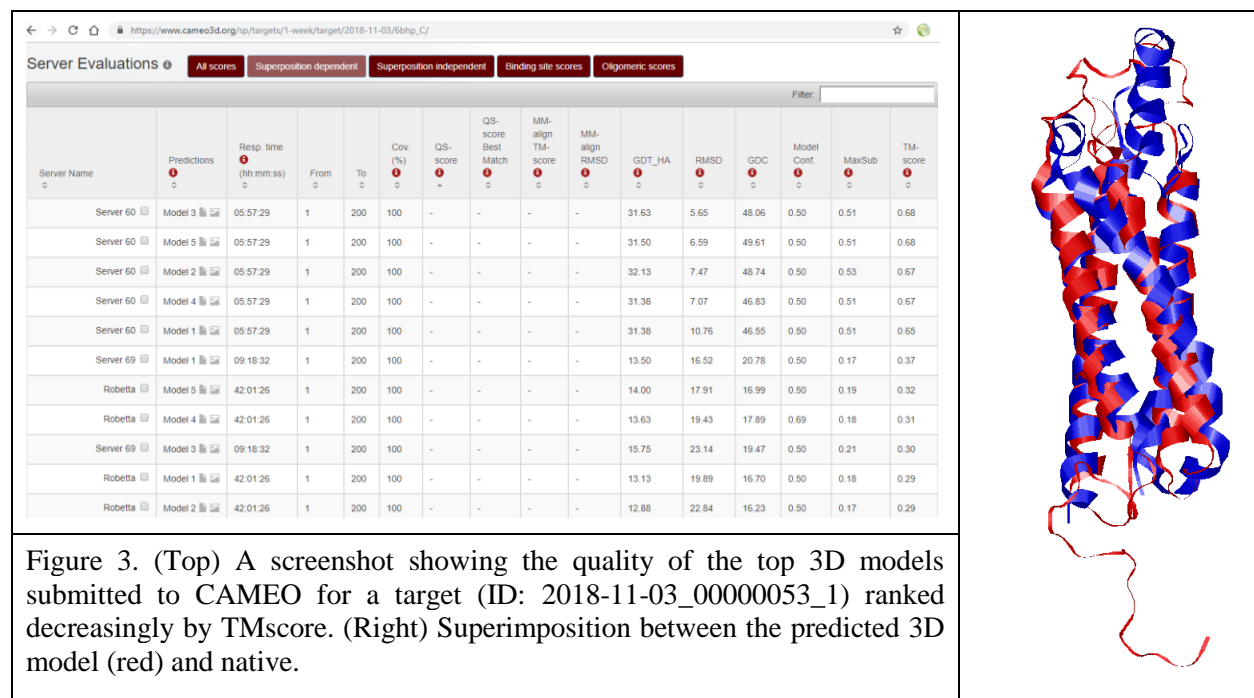 https://www.cameo3d.org/sp/targets/1-week/target/2018-11-03/6bhp_C/
Server Evaluations All scores Superposition dependent Superposition independent Binding site scores Oligomeric scores
Filter:
Server Name Predictions Resp. time (hh:mm:ss) From To Cov. (%) QS-score QS-score Best Match MM-align TM-score MM-align RMSD GDT_HA RMSD GDC Model Conf. MaxSub TM-score
Server 60 Model 3 05:57:29 1 200 100 - - - - 31.63 5.65 48.06 0.50 0.51 0.68
Server 60 Model 5 05:57:29 1 200 100 - - - - 31.50 6.59 49.61 0.50 0.51 0.68
Server 60 Model 2 05:57:29 1 200 100 - - - - 32.13 7.47 48.74 0.50 0.53 0.67
Server 60 Model 4 05:57:29 1 200 100 - - - - 31.38 7.07 46.83 0.50 0.51 0.67
Server 60 Model 1 05:57:29 1 200 100 - - - - 31.38 10.76 46.55 0.50 0.51 0.65
Server 69 Model 1 09:18:32 1 200 100 - - - - 13.50 16.52 20.78 0.50 0.17 0.37
Robetta Model 5 42:01:26 1 200 100 - - - - 14.00 17.91 16.99 0.50 0.19 0.32
Robetta Model 4 42:01:26 1 200 100 - - - - 13.63 19.43 17.89 0.69 0.18 0.31
Server 69 Model 3 09:18:32 1 200 100 - - - - 15.75 23.14 19.47 0.50 0.21 0.30
Robetta Model 1 42:01:26 1 200 100 - - - - 13.13 19.89 16.70 0.50 0.18 0.29
Robetta Model 2 42:01:26 1 200 100 - - - - 12.88 22.84 16.23 0.50 0.17 0.29
Figure 3. (Top) A screenshot showing the quality of the top 3D models
submitted to CAMEO for a target (ID: 2018-11-03_00000053_1) ranked
decreasingly by TMscore. (Right) Superimposition between the predicted 3D
model (red) and native.